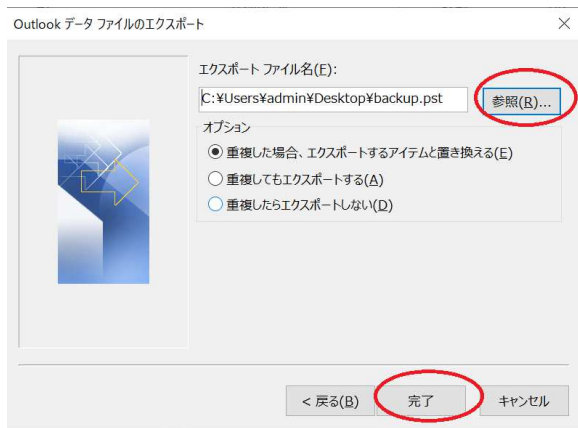 Outlook データ ファイルのエクスポート
エクスポート ファイル名(F):
C:¥Users¥admin¥Desktop¥backup.pst
参照(R)...
オプション
重複した場合、エクスポートするアイテムと置き換える(E)
重複してもエクスポートする(A)
重複したらエクスポートしない(D)
< 戻る(B)
完了
キャンセル